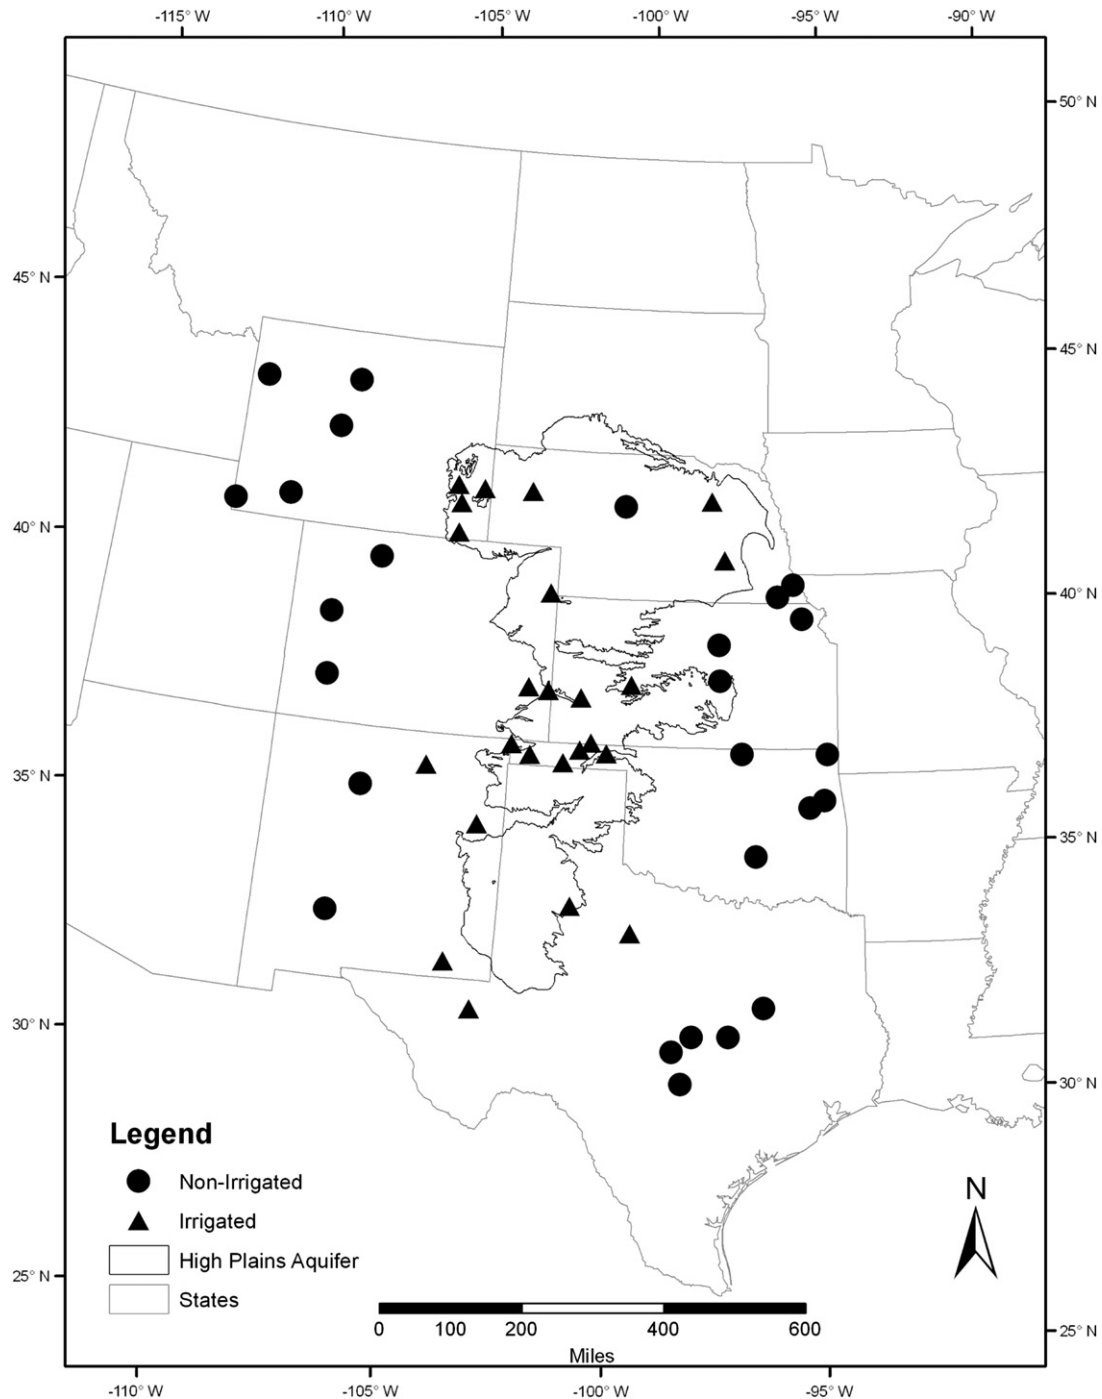 -115° W -110° W -105° W -100° W -95° W -90° W
50° N
45° N
45° N
40° N
40° N
35° N
35° N
30° N
30° N
25° N
25° N
Legend
Non-Irrigated
Irrigated
High Plains Aquifer
States
N
0 100 200 400 600
Miles
-110° W -105° W -100° W -95° W